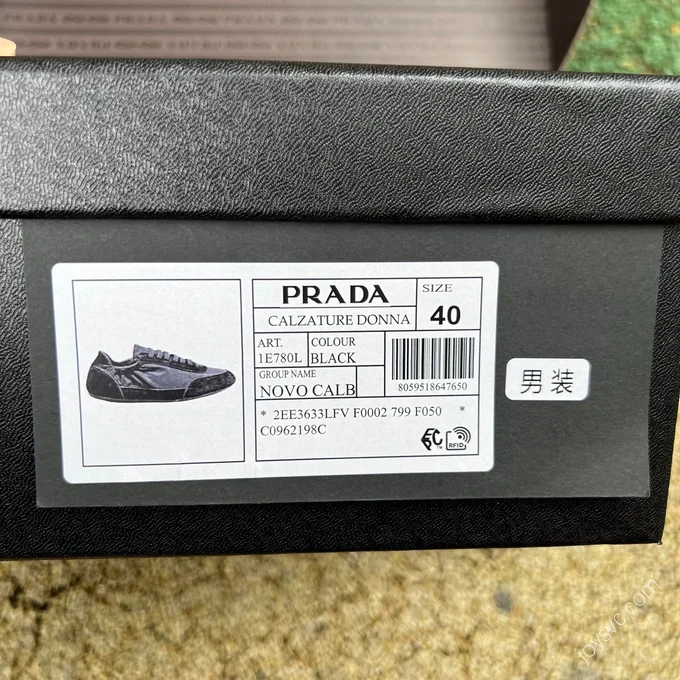 PRADA
SIZE
CALZATURE DONNA
40
ART.
COLOUR
1E780L
BLACK
GROUP NAME
NOVO CALB
8059518647650
* 2EE3633LFV F0002 799 F050 *
C0962198C
RFID
男装